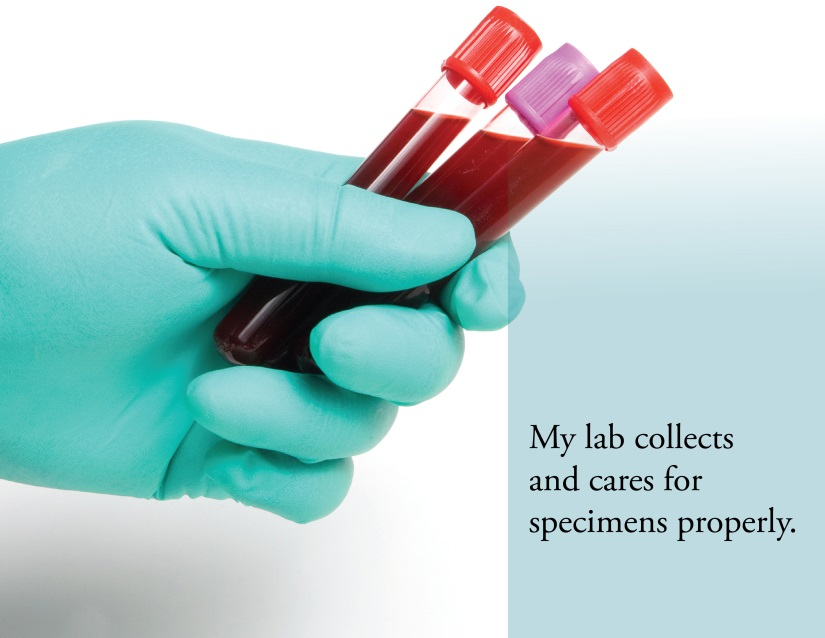 My lab collects
and cares for
specimens properly.